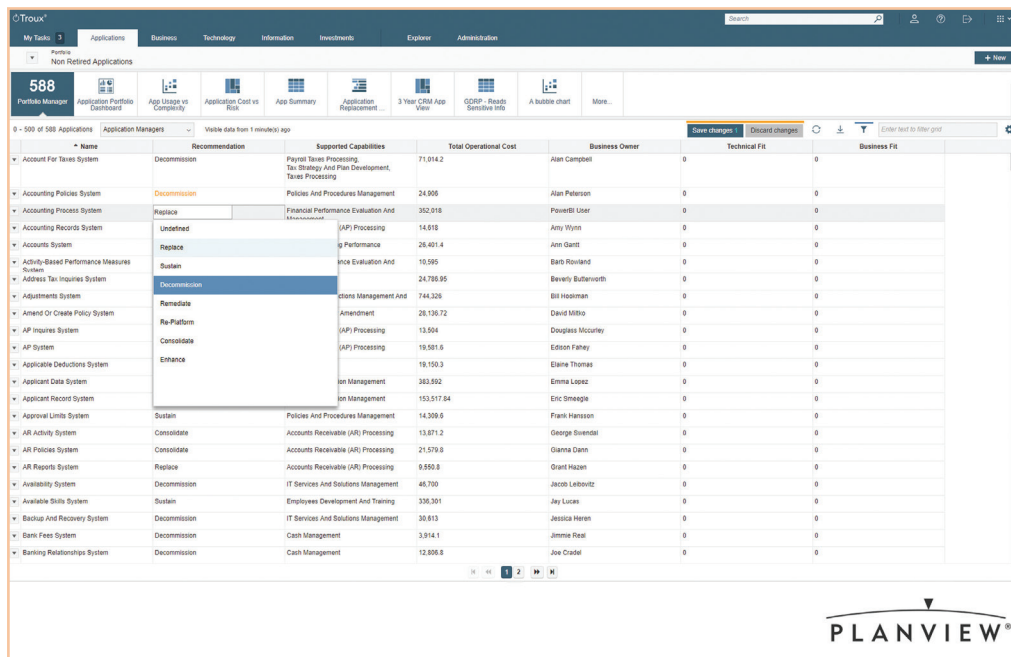 Troux®
Search
My Tasks 3 Applications Business Technology Information Investments Explorer Administration
Portfolio
Non Retired Applications
+ New
588
Portfolio Manager
Application Portfolio Dashboard
App Usage vs Complexity
Application Cost vs Risk
App Summary
Application Replacement ...
3 Year CRM App View
GDRP - Reads Sensitive Info
A bubble chart
More...
0 - 500 of 588 Applications Application Managers Visible data from 1 minute(s) ago Save changes 1 Discard changes Enter text to filter grid
Name Recommendation Supported Capabilities Total Operational Cost Business Owner Technical Fit Business Fit
Account For Taxes System Decommission Payroll Taxes Processing, 71,014.2 Alan Campbell 0 0
Tax Strategy And Plan Development,
Taxes Processing
Accounting Policies System Decommission Policies And Procedures Management 24,906 Alan Peterson 0 0
Accounting Process System Replace Financial Performance Evaluation And 352,018 PowerBI User 0 0
Management
Accounting Records System Undefined (AP) Processing 14,618 Amy Wynn 0 0
Accounts System Replace g Performance 26,401.4 Ann Gantt 0 0
Activity-Based Performance Measures Sustain nce Evaluation And 10,595 Barb Rowland 0 0
System
Address Tax Inquiries System Decommission 24,786.95 Beverly Butterworth 0 0
Adjustments System Remediate ctions Management And 744,326 Bill Hookman 0 0
Amend Or Create Policy System Re-Platform Amendment 28,136.72 David Mittko 0 0
AP Inquires System (AP) Processing 13,504 Douglass Mccurley 0 0
AP System Consolidate (AP) Processing 19,581.6 Edison Fahey 0 0
Applicable Deductions System Enhance 19,150.3 Elaine Thomas 0 0
Applicant Data System ion Management 383,592 Emma Lopez 0 0
Applicant Record System ion Management 153,517.84 Eric Smeagle 0 0
Approval Limits System Sustain Policies And Procedures Management 14,309.6 Frank Hansson 0 0
AR Activity System Consolidate Accounts Receivable (AR) Processing 13,871.2 George Swendal 0 0
AR Policies System Consolidate Accounts Receivable (AR) Processing 21,579.8 Gianna Dann 0 0
AR Reports System Replace Accounts Receivable (AR) Processing 9,550.8 Grant Hazen 0 0
Availability System Decommission IT Services And Solutions Management 46,700 Jacob Leibovitz 0 0
Available Skills System Sustain Employees Development And Training 336,301 Jay Lucas 0 0
Backup And Recovery System Decommission IT Services And Solutions Management 30,613 Jessica Heren 0 0
Bank Fees System Decommission Cash Management 3,914.1 Jimmie Real 0 0
Banking Relationships System Decommission Cash Management 12,806.8 Joe Cradel 0 0
1 2
PLANVIEW®